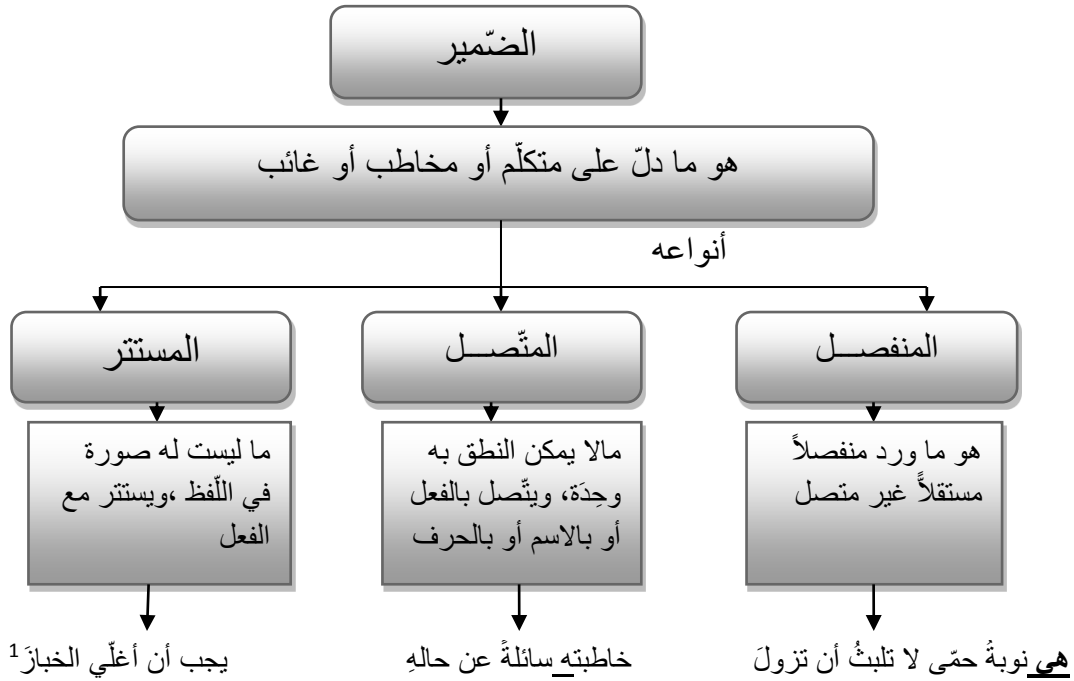 الضّمير
هو ما دلّ على متكلّم أو مخاطب أو غائب
أنواعه
المنفصـــل
المتّصـــل
المستتر
هو ما ورد منفصلاً
مستقلاًّ غير متصل
مالا يمكن النطق به
وحِدَة، ويتّصل بالفعل
أو بالاسم أو بالحرف
ما ليست له صورة
في اللّفظ ،ويستتر مع
الفعل
هي نوبةُ حمّى لا تلبثُ أن تزولَ
خاطبته سائلةً عن حالهِ
يجب أن أغلّي الخبازَ1